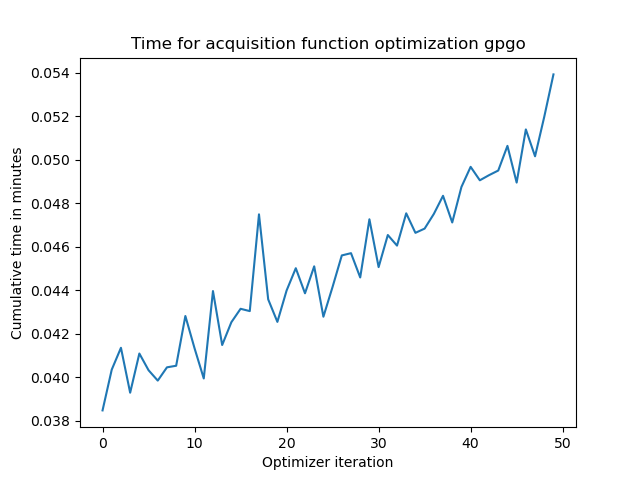 Time for acquisition function optimization gpgo
0.054
0.052
0.050
0.048
0.046
0.044
0.042
0.040
0.038
Cumulative time in minutes
0 10 20 30 40 50
Optimizer iteration